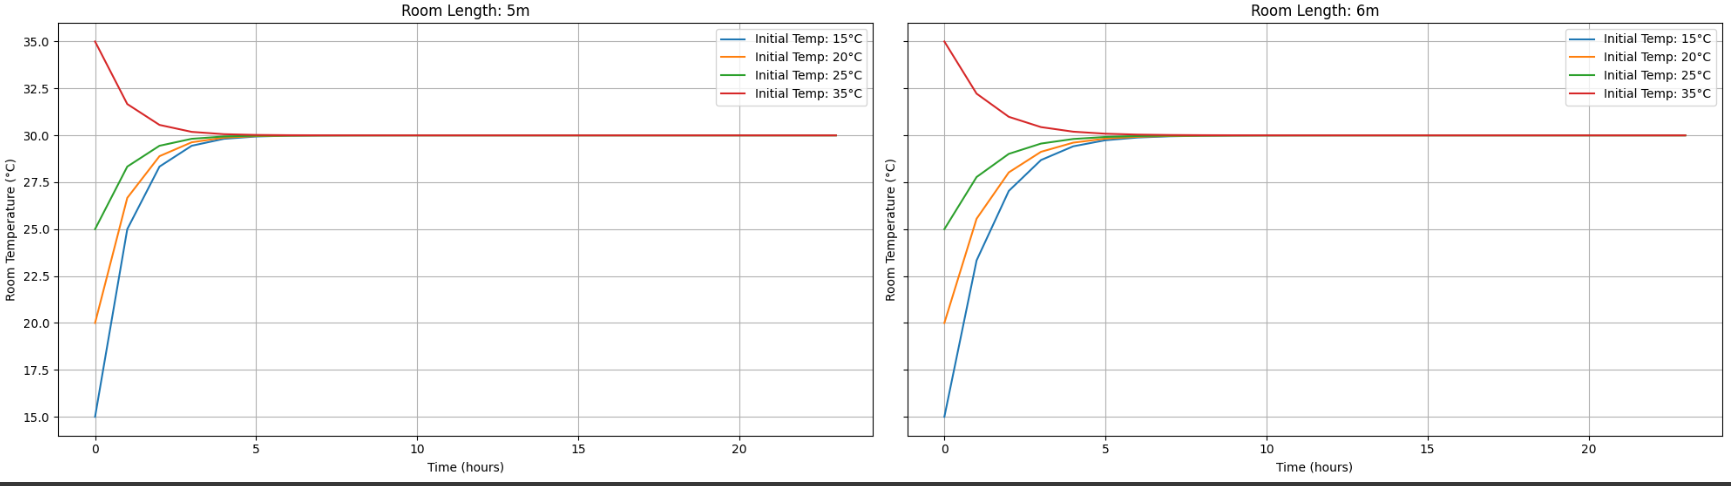 Room Length: 5m
Room Temperature (°C)
35.0
32.5
30.0
27.5
25.0
22.5
20.0
17.5
15.0
Initial Temp: 15°C
Initial Temp: 20°C
Initial Temp: 25°C
Initial Temp: 35°C
0 5 10 15 20
Time (hours)
Room Length: 6m
Room Temperature (°C)
Initial Temp: 15°C
Initial Temp: 20°C
Initial Temp: 25°C
Initial Temp: 35°C
0 5 10 15 20
Time (hours)